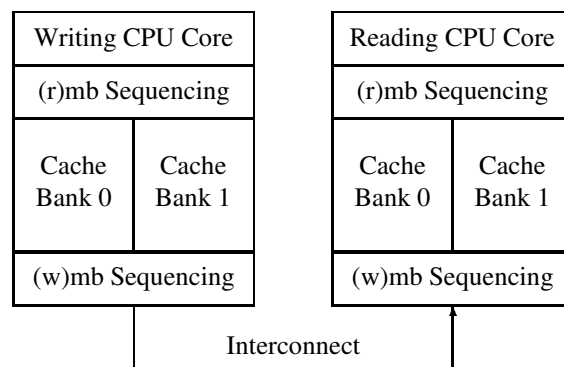 Writing CPU Core
Reading CPU Core
(r)mb Sequencing
(r)mb Sequencing
Cache
Bank 0
Cache
Bank 1
Cache
Bank 0
Cache
Bank 1
(w)mb Sequencing
(w)mb Sequencing
Interconnect